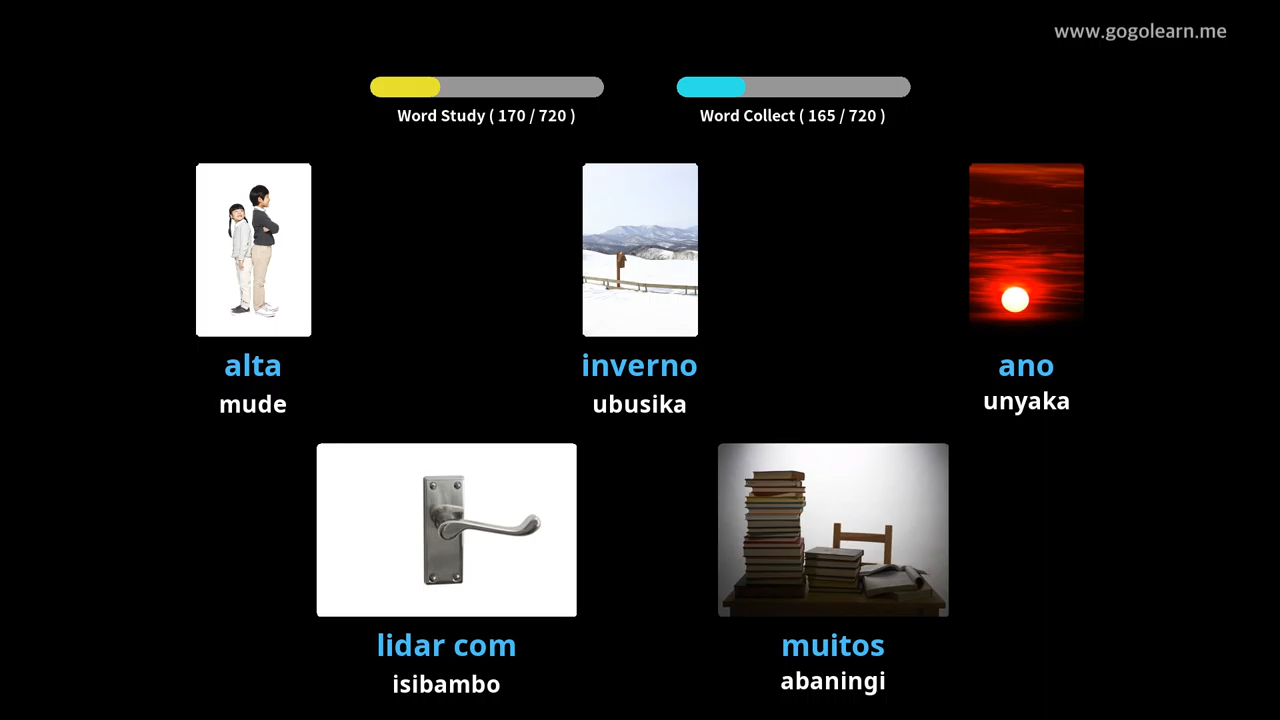 www.gogolearn.me
Word Study ( 170 / 720 )
Word Collect ( 165 / 720 )
alta
mude
inverno
ubusika
ano
unyaka
lidar com
isibambo
muitos
abaningi